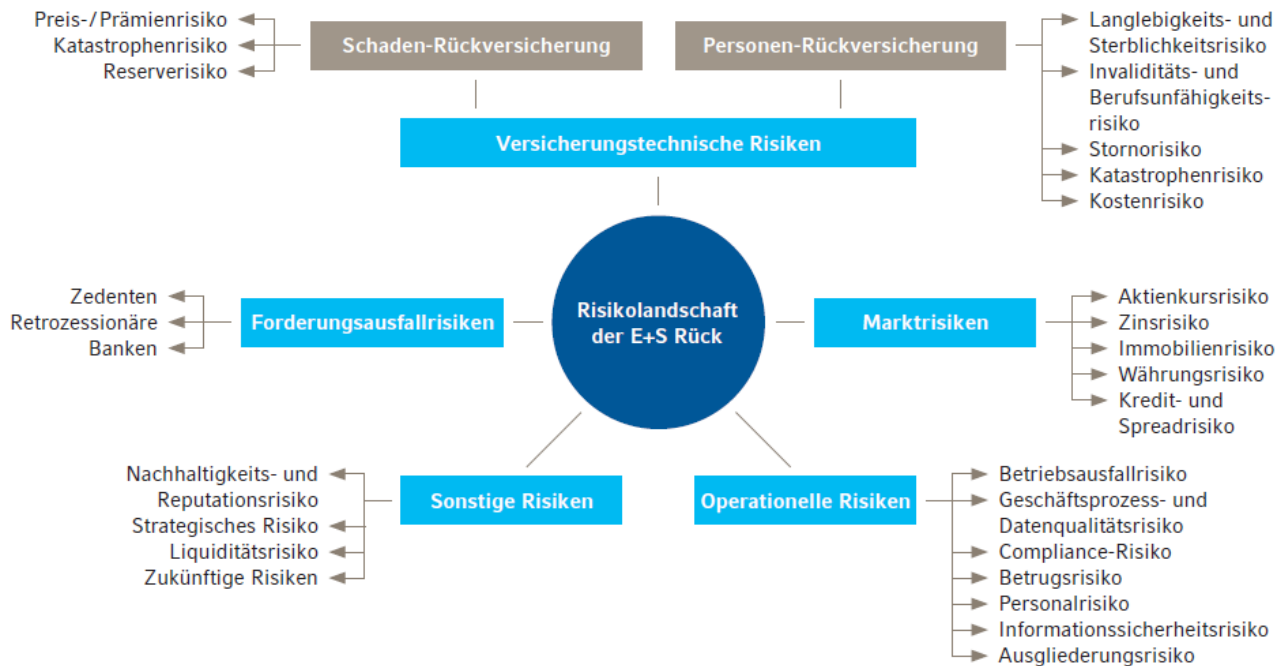 Preis-/Prämienrisiko
Katastrophenrisiko
Reserverisiko
Schaden-Rückversicherung
Personen-Rückversicherung
Langlebigkeits- und
Sterblichkeitsrisiko
Invaliditäts- und
Berufsunfähigkeits-
risiko
Stornorisiko
Katastrophenrisiko
Kostenrisiko
Versicherungstechnische Risiken
Zedenten
Retrozessionäre
Banken
Forderungsausfallrisiken
Risikolandschaft
der E+S Rück
Marktrisiken
Aktienkursrisiko
Zinsrisiko
Immobilienrisiko
Währungsrisiko
Kredit- und
Spreadrisiko
Nachhaltigkeits- und
Reputationsrisiko
Strategisches Risiko
Liquiditätsrisiko
Zukünftige Risiken
Sonstige Risiken
Operationelle Risiken
Betriebsausfallrisiko
Geschäftsprozess- und
Datenqualitätsrisiko
Compliance-Risiko
Betrugsrisiko
Personalrisiko
Informationssicherheitsrisiko
Ausgliederungsrisiko